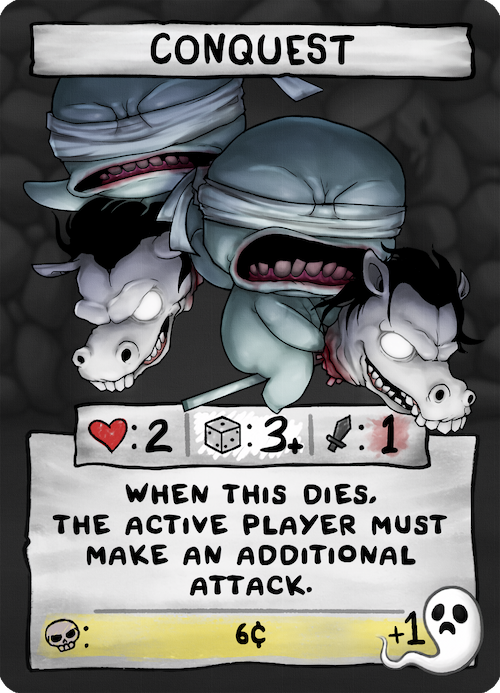 CONQUEST
:2 :3+ :1
WHEN THIS DIES,
THE ACTIVE PLAYER MUST
MAKE AN ADDITIONAL
ATTACK.
: 6¢ +1